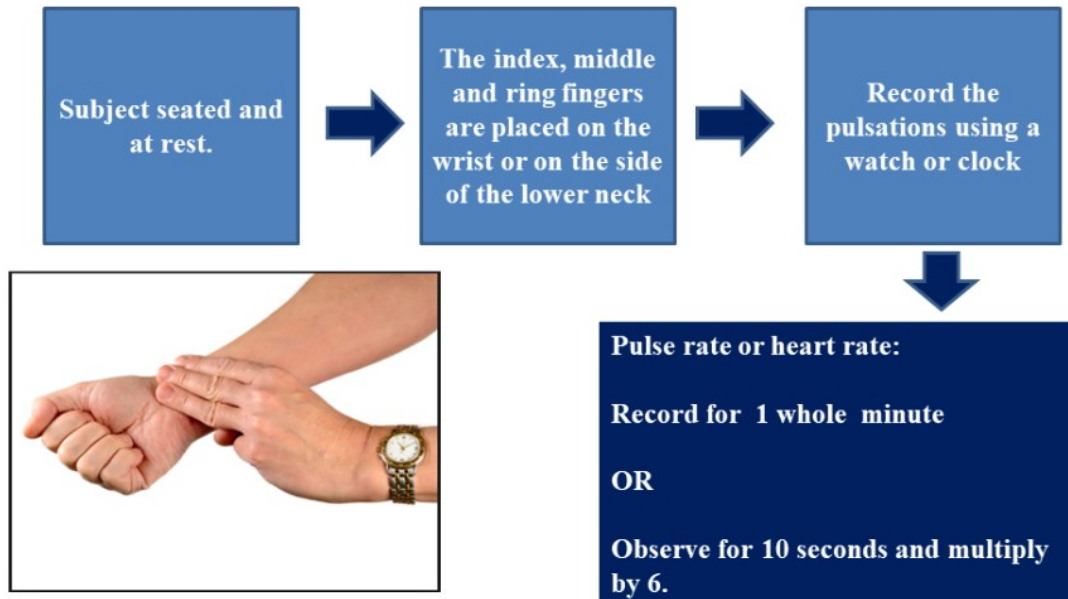 Subject seated and
at rest.
The index, middle
and ring fingers
are placed on the
wrist or on the side
of the lower neck
Record the
pulsations using a
watch or clock
Pulse rate or heart rate:
Record for 1 whole minute
OR
Observe for 10 seconds and multiply
by 6.